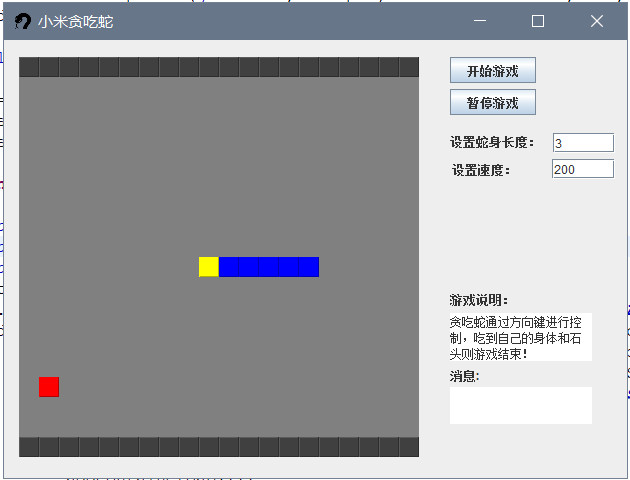 小米贪吃蛇
开始游戏
暂停游戏
设置蛇身长度：
3
设置速度：
200
游戏说明：
贪吃蛇通过方向键进行控
制，吃到自己的身体和石
头则游戏结束！
消息: